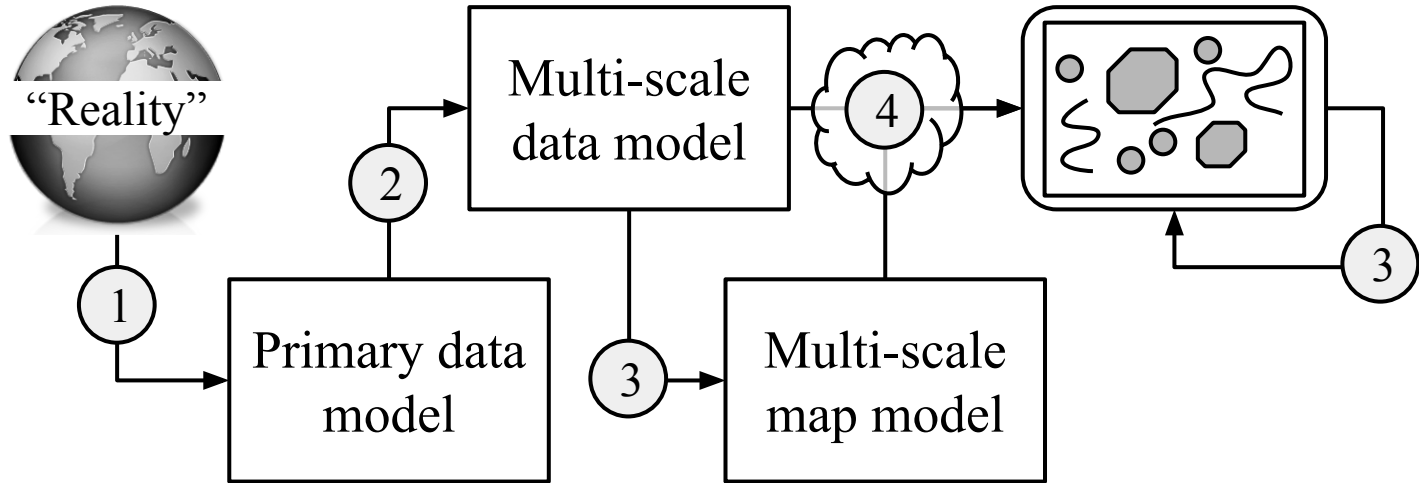 “Reality”
1
Primary data
model
2
Multi-scale
data model
3
Multi-scale
map model
4
3